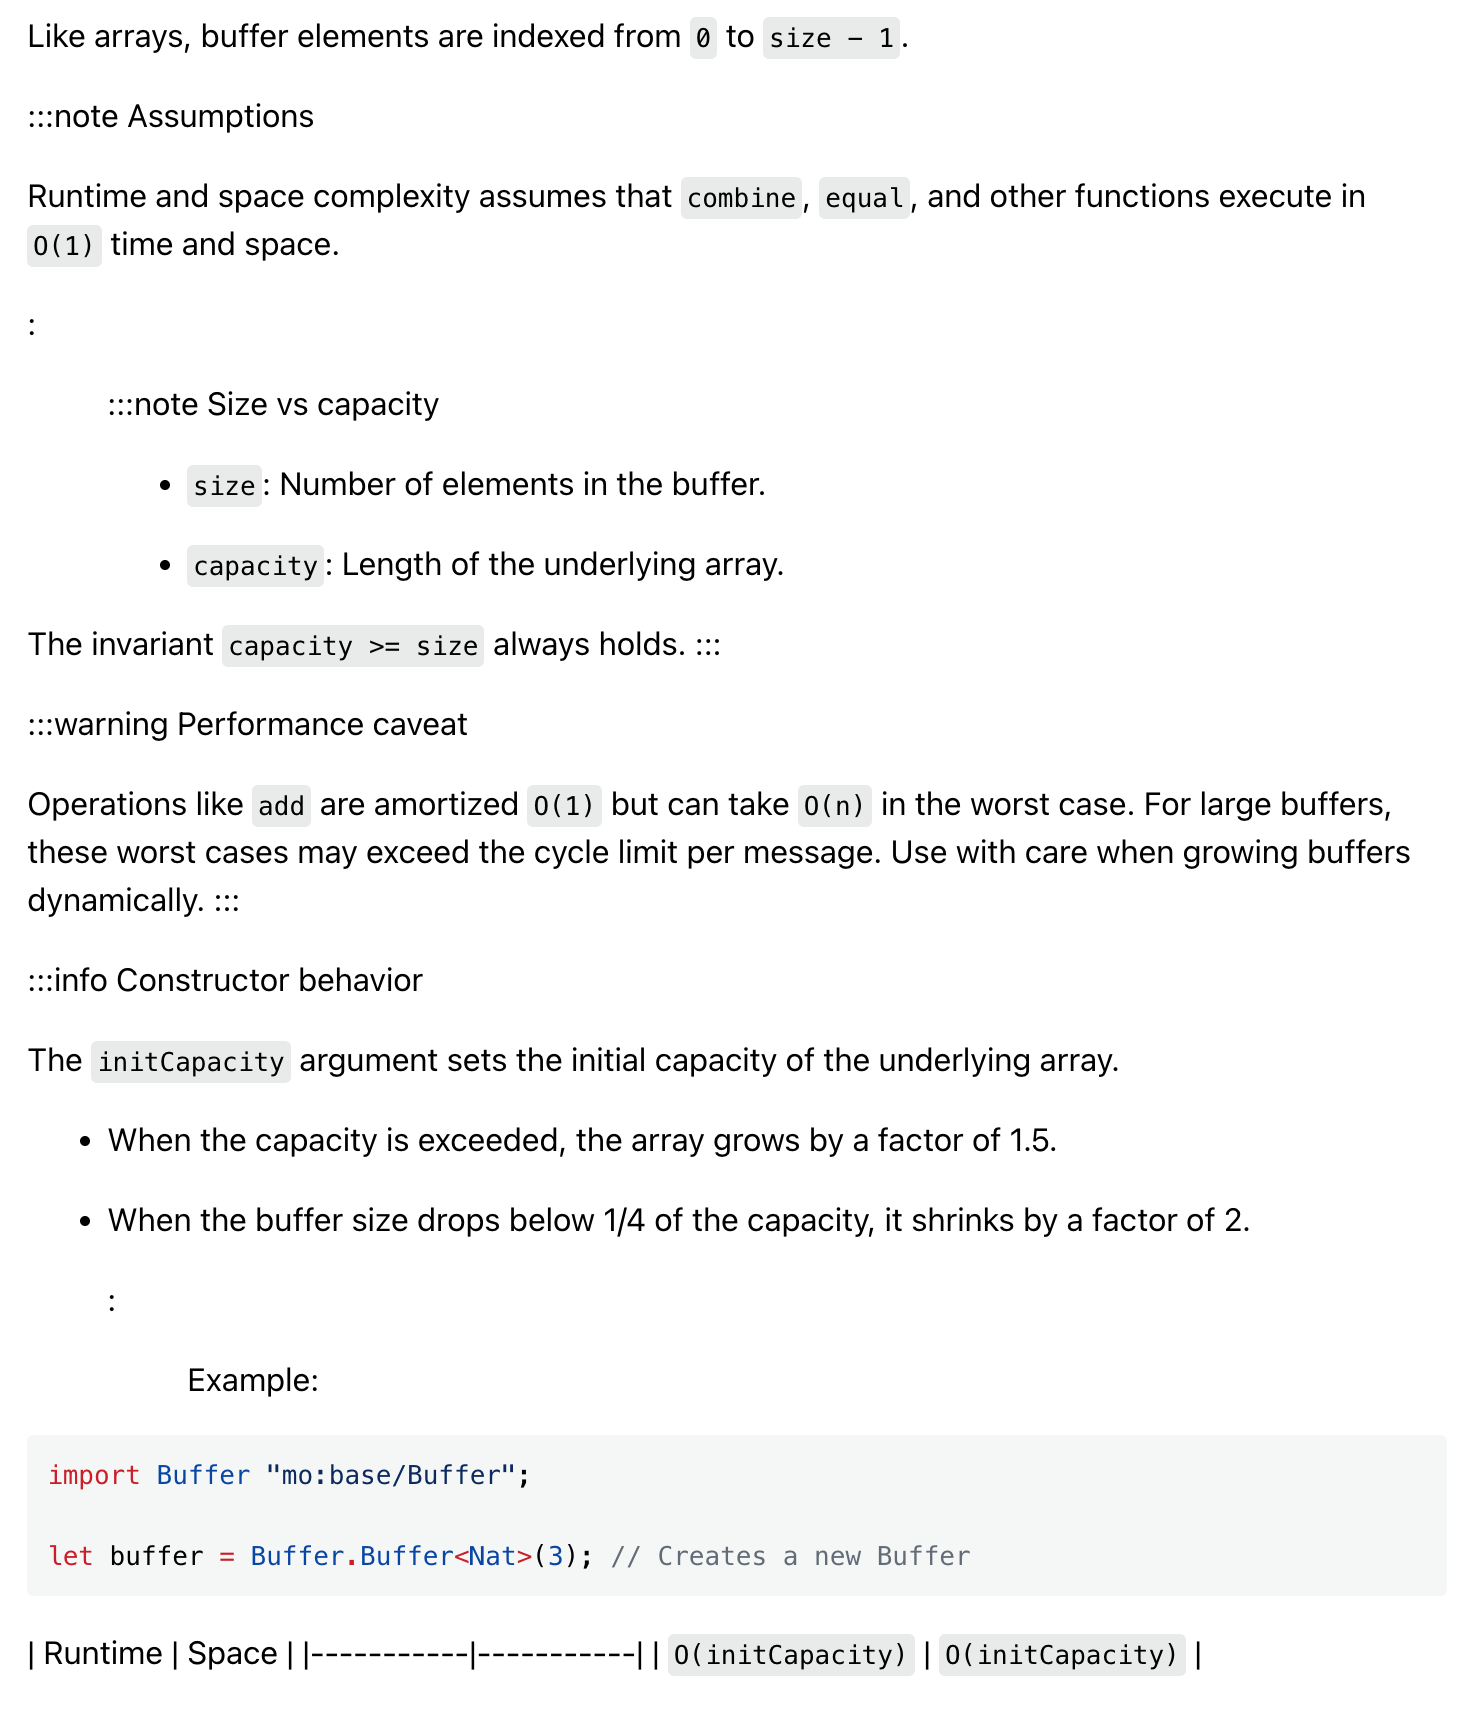 Like arrays, buffer elements are indexed from 0 to size - 1.
:::note Assumptions
Runtime and space complexity assumes that combine, equal, and other functions execute in
O(1) time and space.
:
:::note Size vs capacity
• size: Number of elements in the buffer.
• capacity: Length of the underlying array.
The invariant capacity >= size always holds. :::
:::warning Performance caveat
Operations like add are amortized O(1) but can take O(n) in the worst case. For large buffers,
these worst cases may exceed the cycle limit per message. Use with care when growing buffers
dynamically. :::
:::info Constructor behavior
The initCapacity argument sets the initial capacity of the underlying array.
• When the capacity is exceeded, the array grows by a factor of 1.5.
• When the buffer size drops below 1/4 of the capacity, it shrinks by a factor of 2.
:
Example:
import Buffer "mo:base/Buffer";
let buffer = Buffer.Buffer<Nat>(3); // Creates a new Buffer
| Runtime | Space | |-----------|-----------| | O(initCapacity) | O(initCapacity) |